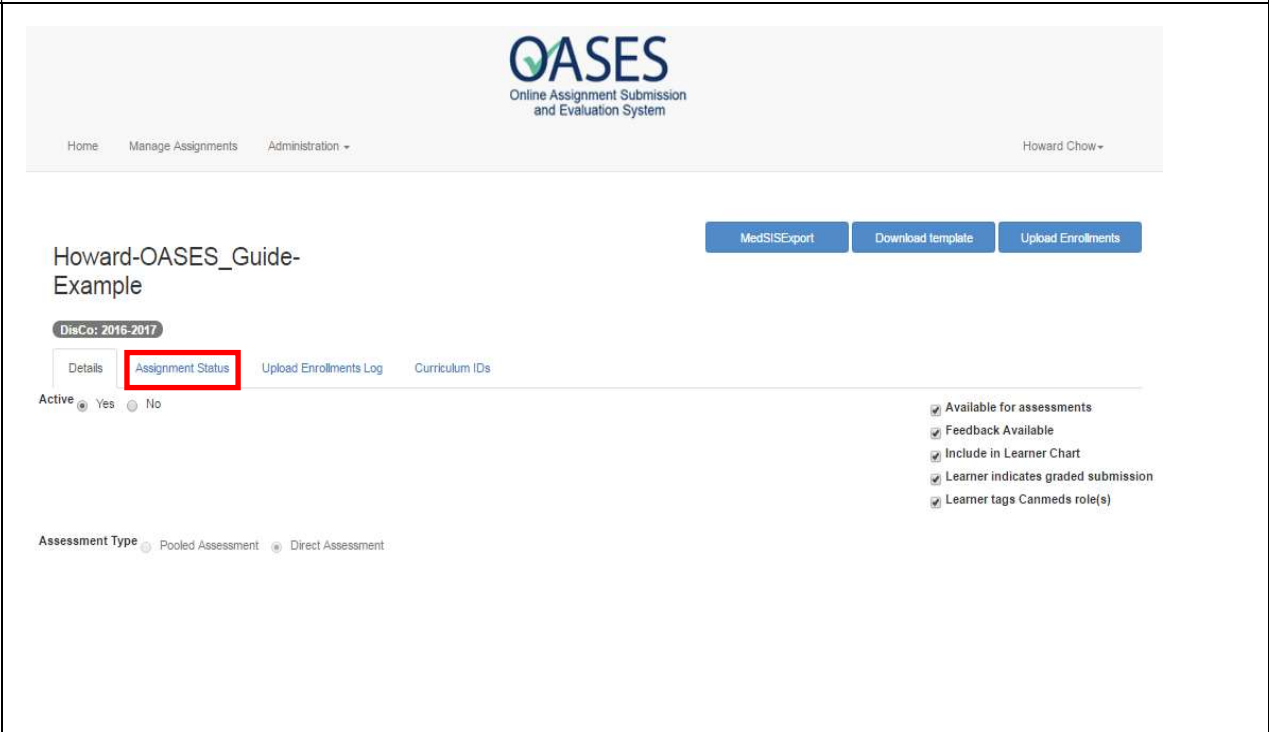 OASES
Online Assignment Submission
and Evaluation System
Home Manage Assignments Administration Howard Chow
MedSISExport Download template Upload Enrollments
Howard-OASES_Guide-
Example
DisCo: 2016-2017
Details Assignment Status Upload Enrollments Log Curriculum IDs
Active Yes No
Available for assessments
Feedback Available
Include in Learner Chart
Learner indicates graded submission
Learner tags Canmeds role(s)
Assessment Type Pooled Assessment Direct Assessment